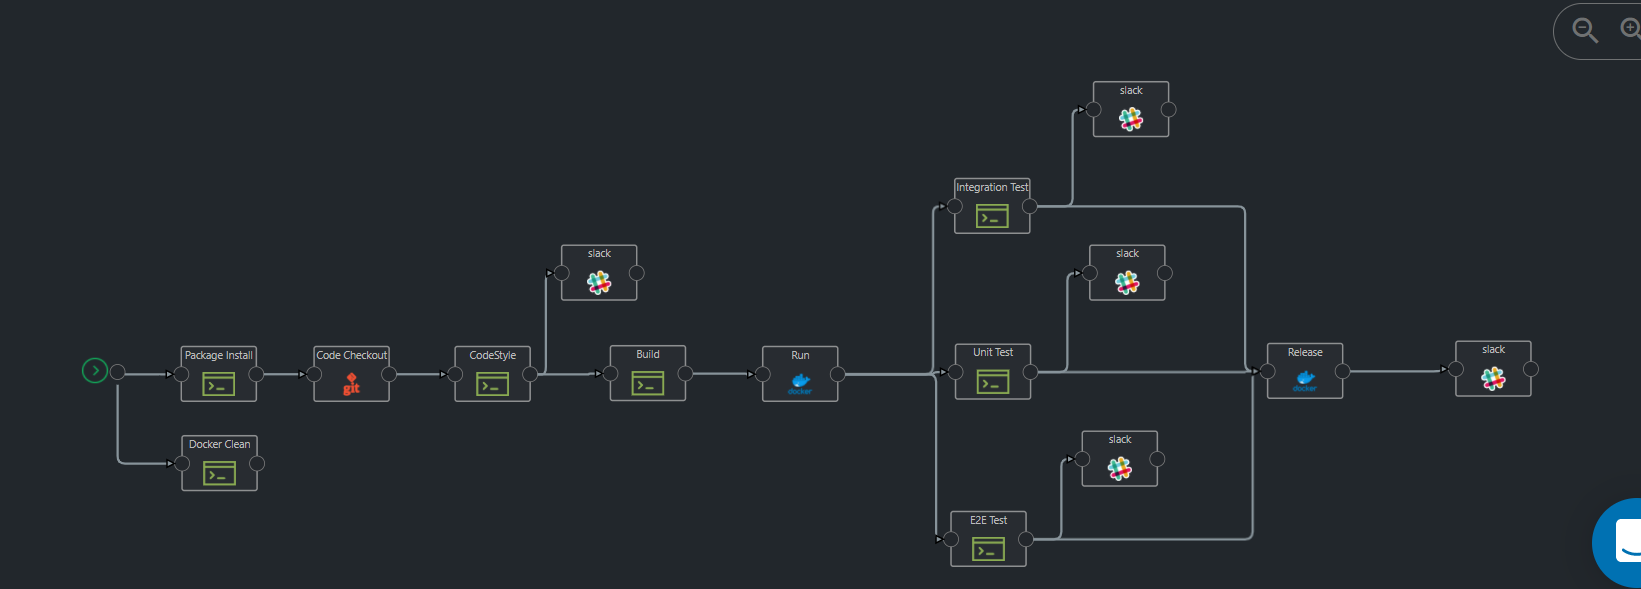 slack
Integration Test
slack
slack
Package Install
Code Checkout
git
CodeStyle
Build
Run
docker
Unit Test
Release
docker
slack
Docker Clean
slack
E2E Test